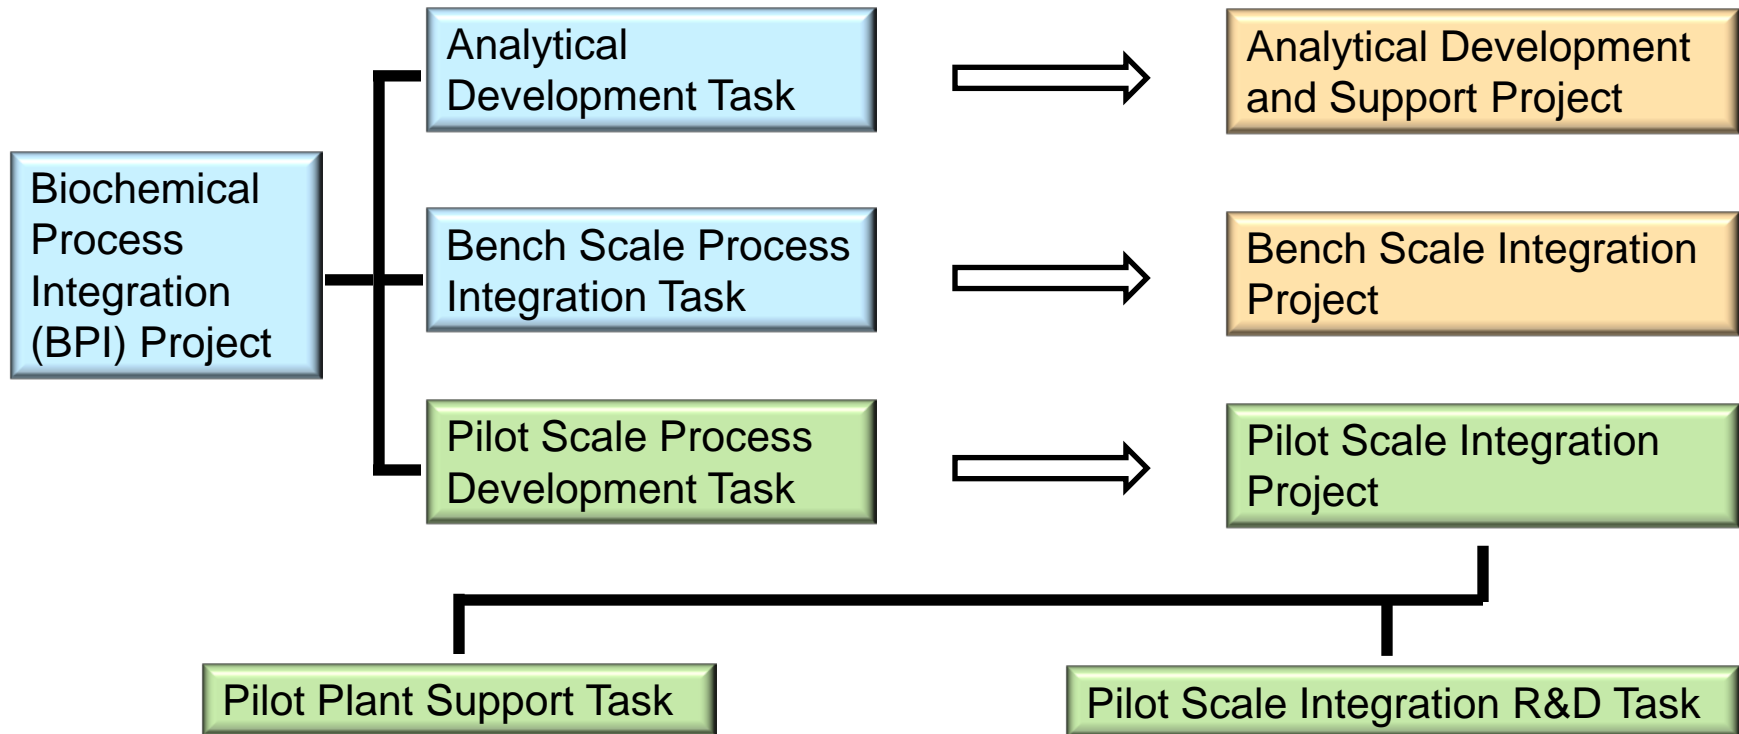 Analytical
Development Task
Analytical Development
and Support Project
Biochemical
Process
Integration
(BPI) Project
Bench Scale Process
Integration Task
Bench Scale Integration
Project
Pilot Scale Process
Development Task
Pilot Scale Integration
Project
Pilot Plant Support Task
Pilot Scale Integration R&D Task